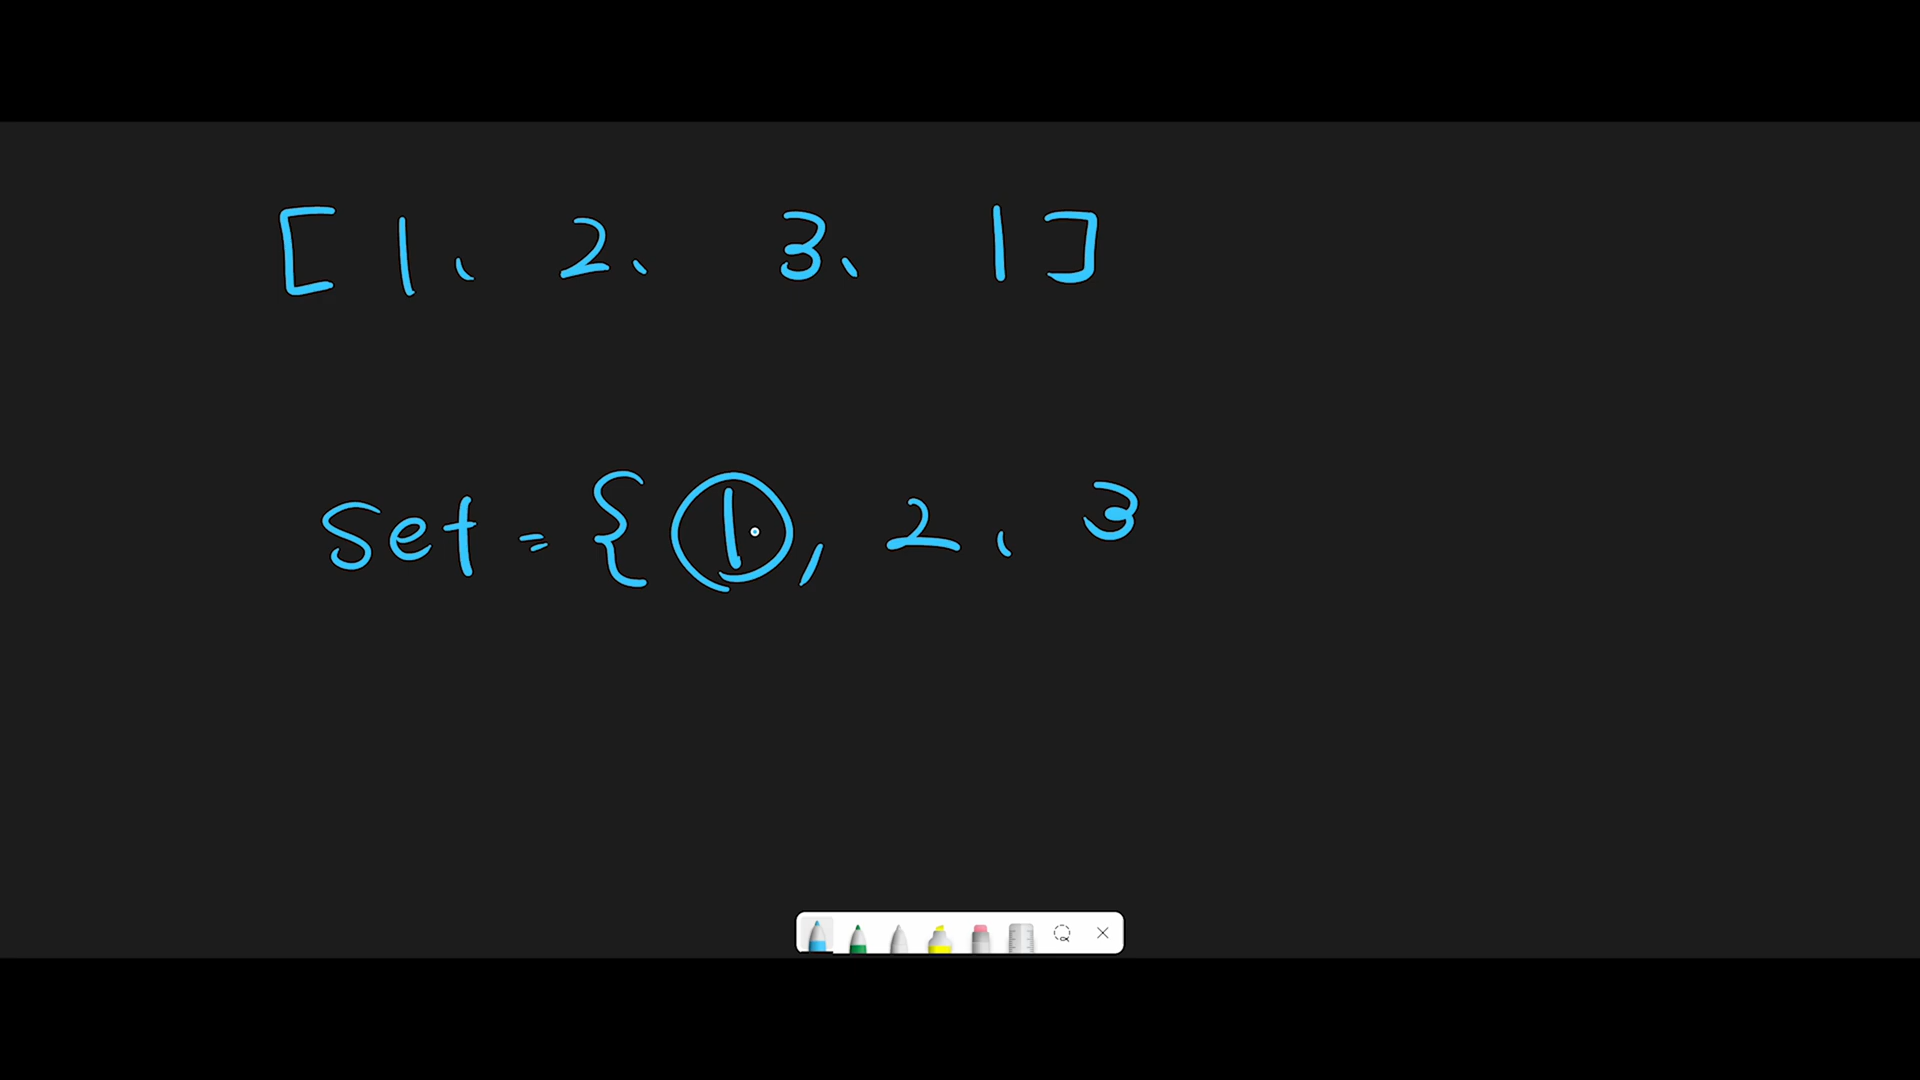 [1、2、3、1]
Set = {1, 2、3